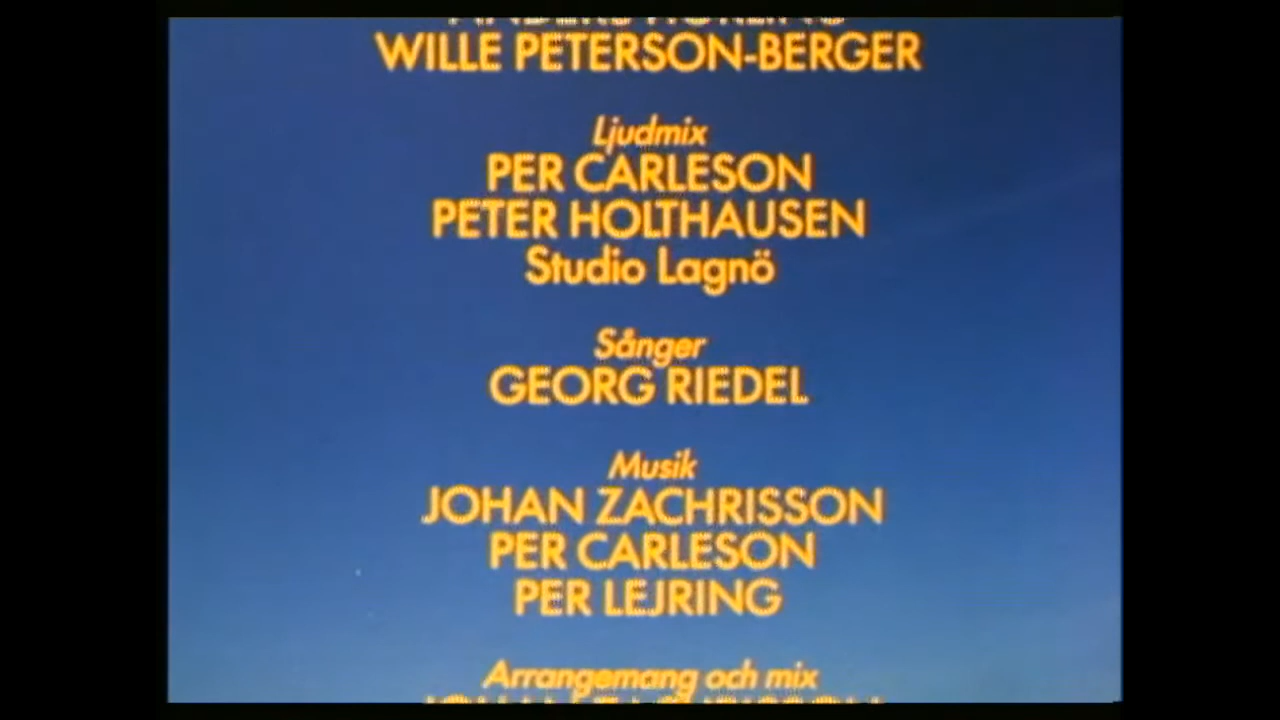 WILLE PETERSON-BERGER
Ljudmix
PER CARLESON
PETER HOLTHAUSEN
Studio Lagnö
Sånger
GEORG RIEDEL
Musik
JOHAN ZACHRISSON
PER CARLESON
PER LEJRING
Arrangemang och mix